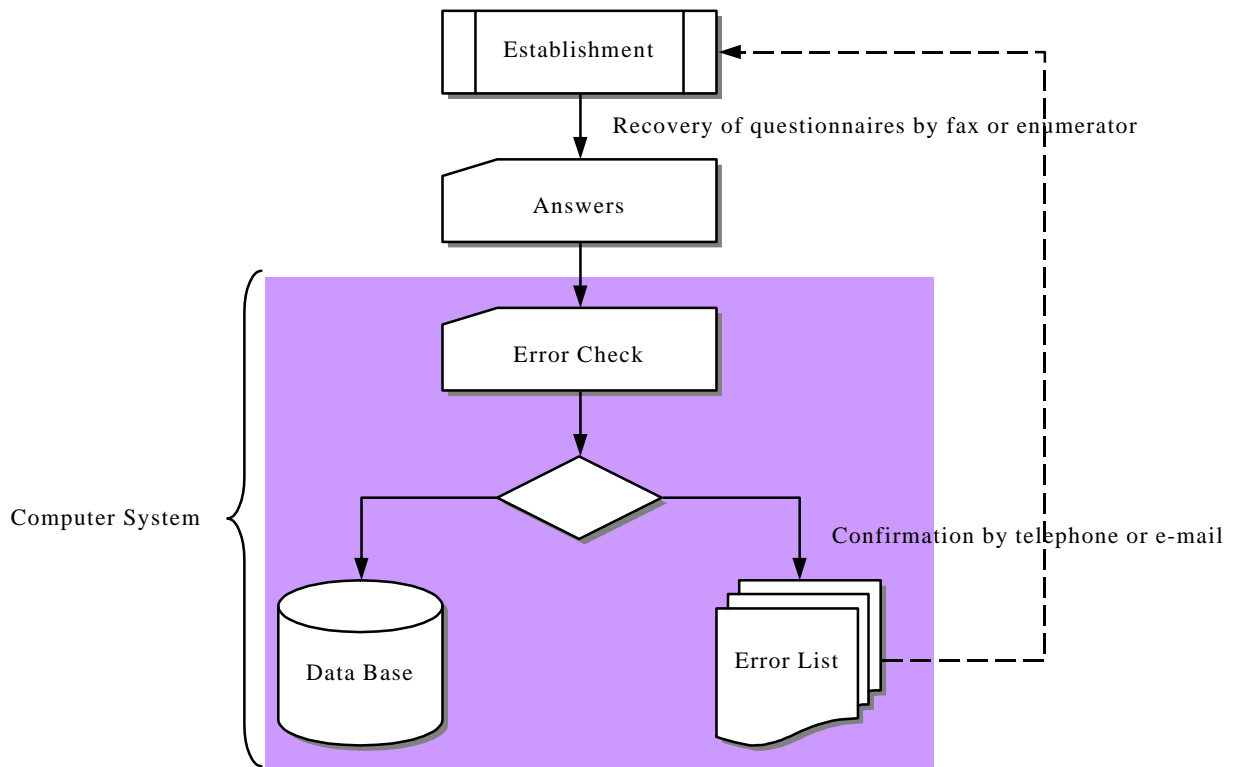 Establishment
Recovery of questionnaires by fax or enumerator
Answers
Error Check
Computer System
Confirmation by telephone or e-mail
Data Base
Error List